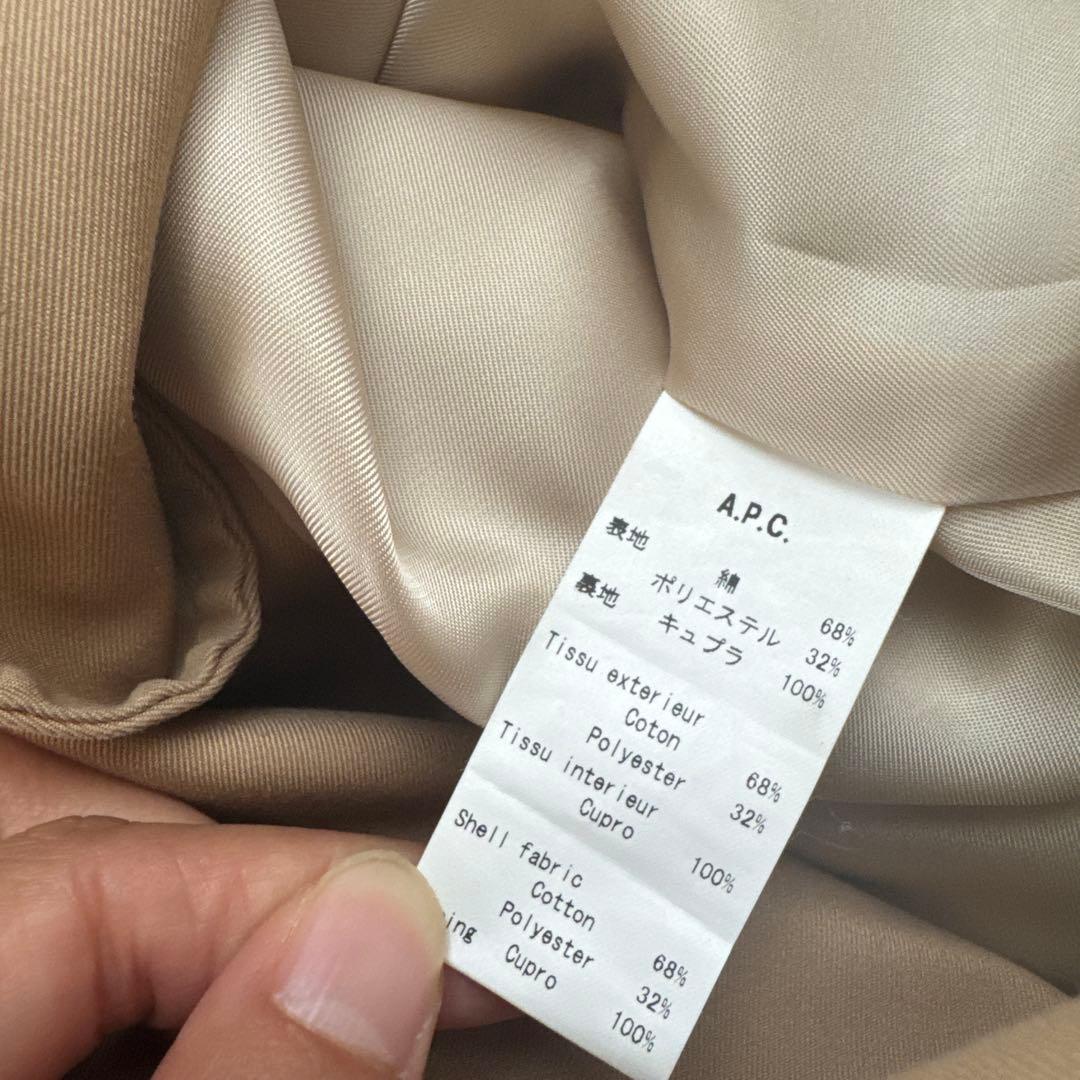 A.P.C.
表地
綿 68%
ポリエステル 32%
裏地
キュプラ 100%
Tissu exterieur
Coton 68%
Polyester 32%
Tissu interieur
Cupro 100%
Shell fabric
Cotton 68%
Polyester 32%
ing Cupro 100%